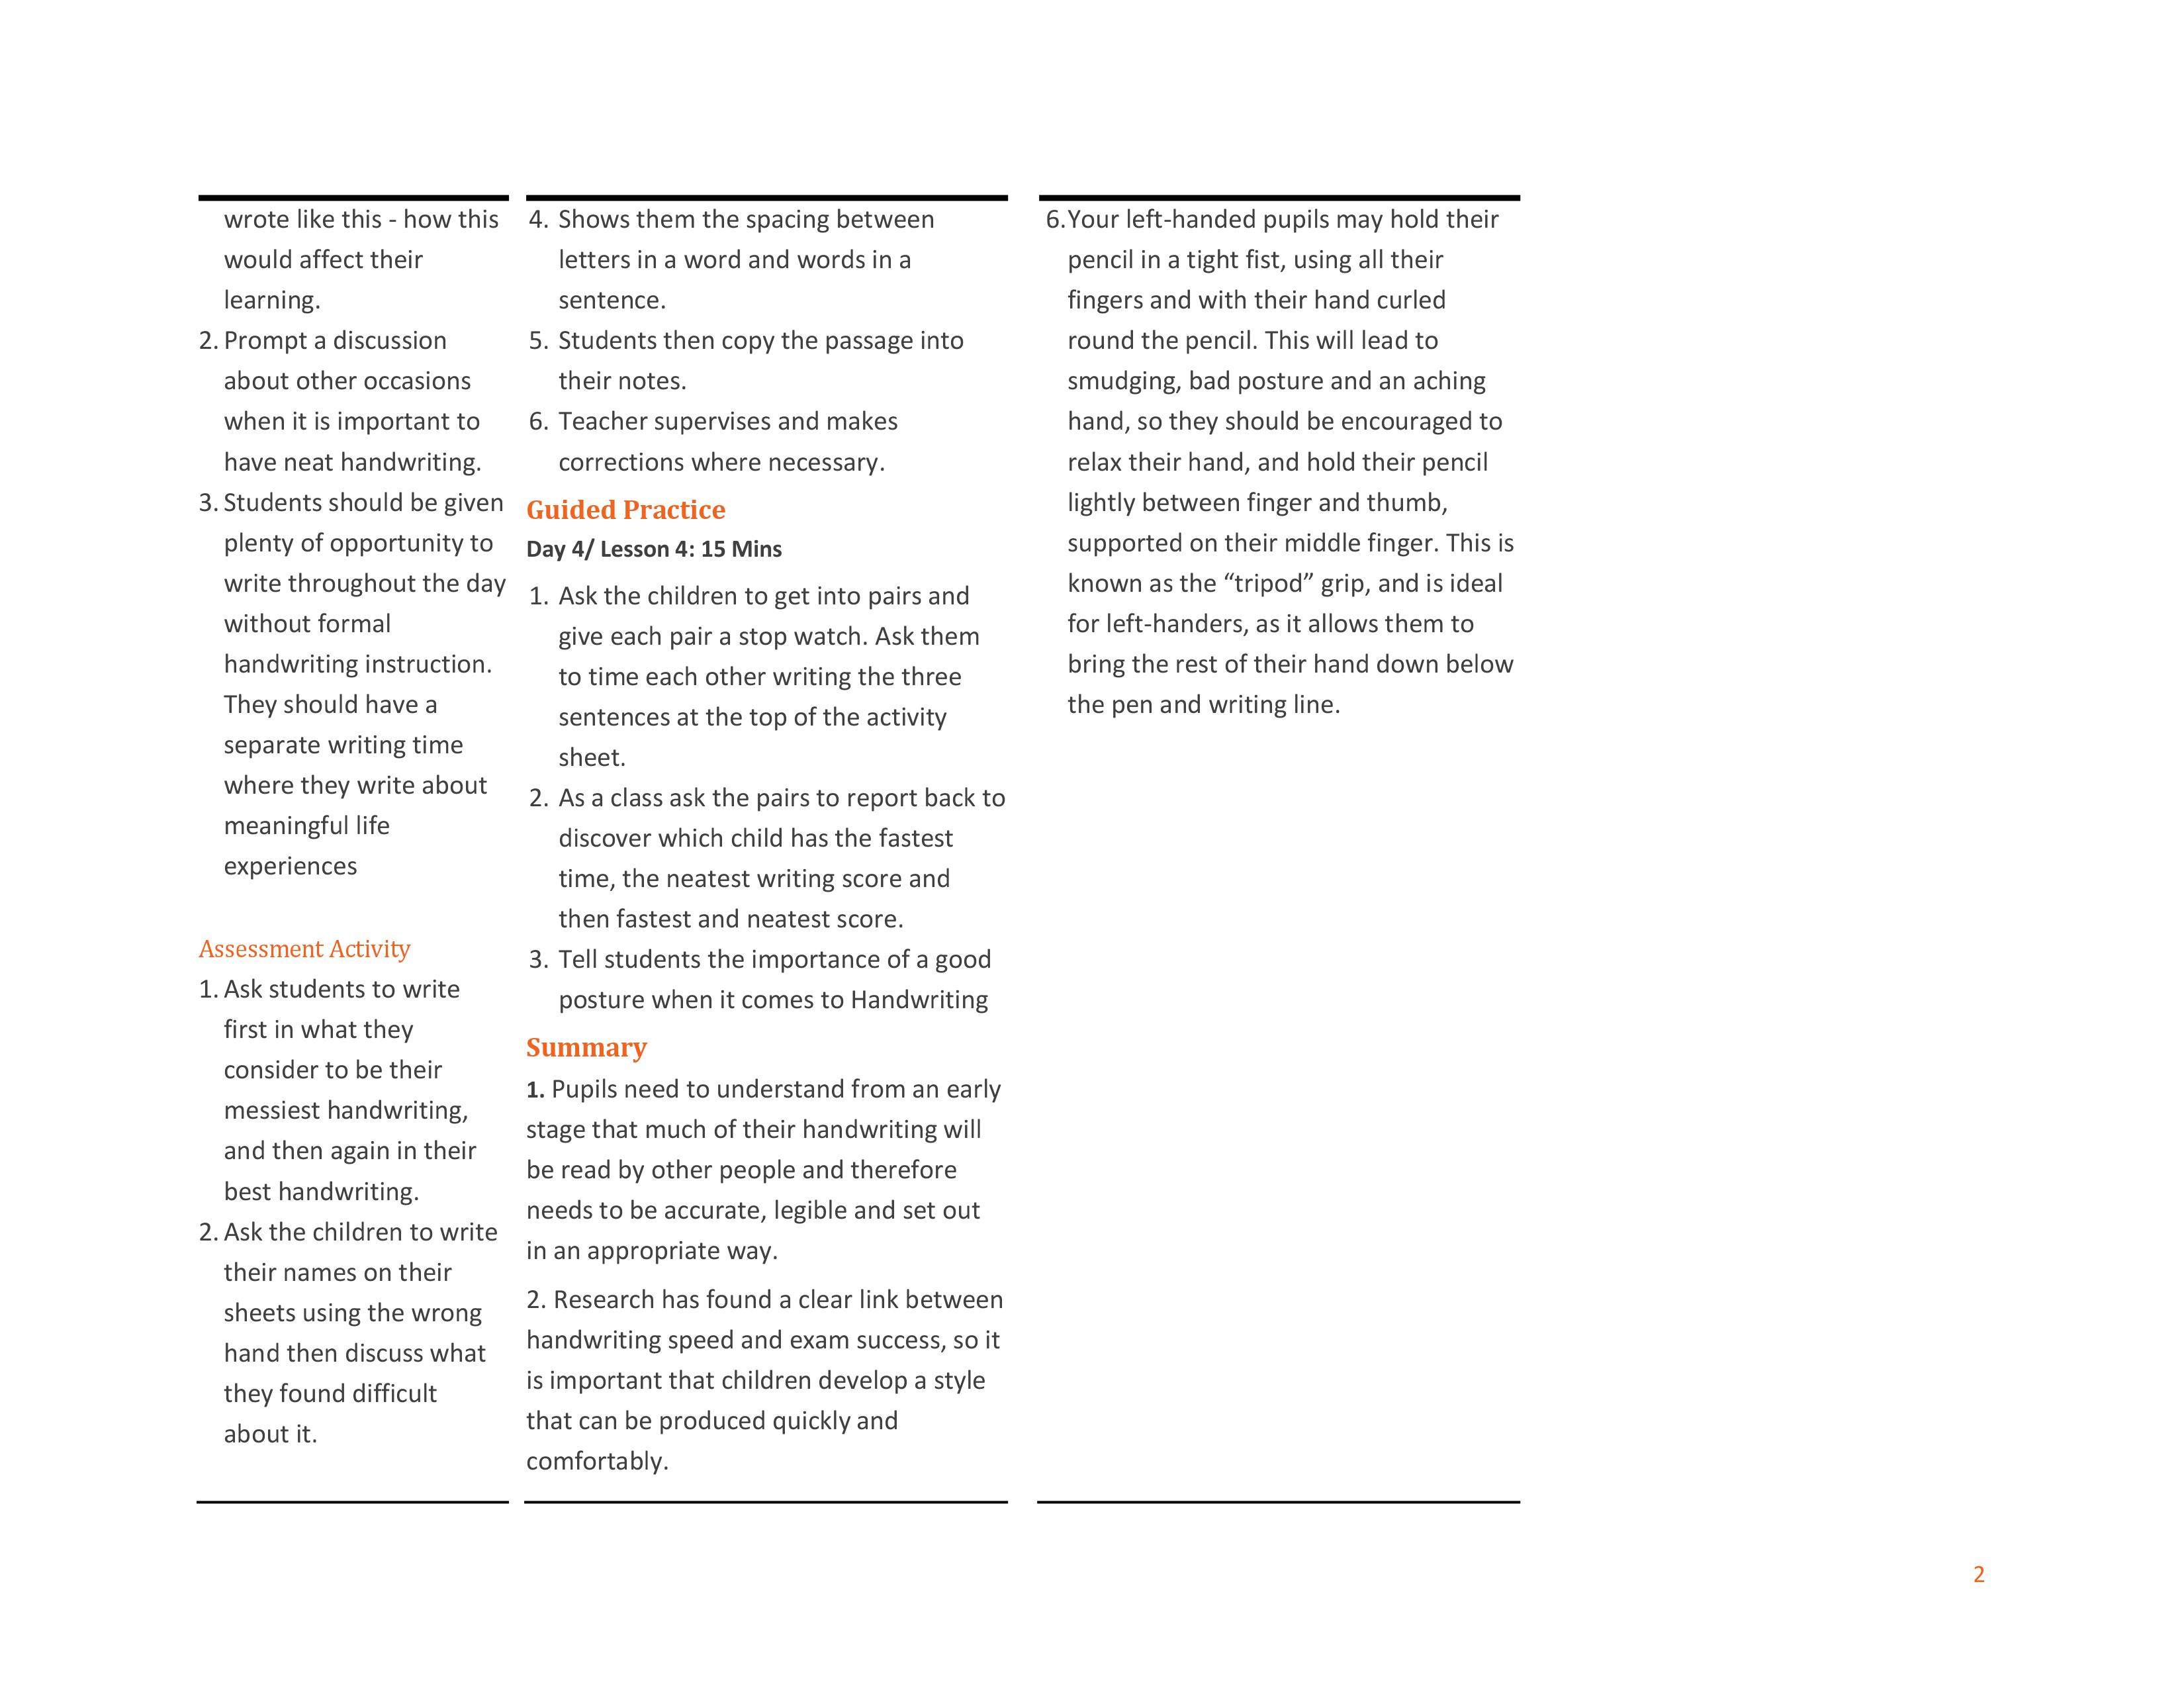 wrote like this - how this
would affect their
learning.
2. Prompt a discussion
about other occasions
when it is important to
have neat handwriting.
3. Students should be given
plenty of opportunity to
write throughout the day
without formal
handwriting instruction.
They should have a
separate writing time
where they write about
meaningful life
experiences
Assessment Activity
1. Ask students to write
first in what they
consider to be their
messiest handwriting,
and then again in their
best handwriting.
2. Ask the children to write
their names on their
sheets using the wrong
hand then discuss what
they found difficult
about it.
4. Shows them the spacing between
letters in a word and words in a
sentence.
5. Students then copy the passage into
their notes.
6. Teacher supervises and makes
corrections where necessary.
Guided Practice
Day 4/ Lesson 4: 15 Mins
1. Ask the children to get into pairs and
give each pair a stop watch. Ask them
to time each other writing the three
sentences at the top of the activity
sheet.
2. As a class ask the pairs to report back to
discover which child has the fastest
time, the neatest writing score and
then fastest and neatest score.
3. Tell students the importance of a good
posture when it comes to Handwriting
Summary
1. Pupils need to understand from an early
stage that much of their handwriting will
be read by other people and therefore
needs to be accurate, legible and set out
in an appropriate way.
2. Research has found a clear link between
handwriting speed and exam success, so it
is important that children develop a style
that can be produced quickly and
comfortably.
6.Your left-handed pupils may hold their
pencil in a tight fist, using all their
fingers and with their hand curled
round the pencil. This will lead to
smudging, bad posture and an aching
hand, so they should be encouraged to
relax their hand, and hold their pencil
lightly between finger and thumb,
supported on their middle finger. This is
known as the “tripod” grip, and is ideal
for left-handers, as it allows them to
bring the rest of their hand down below
the pen and writing line.
2